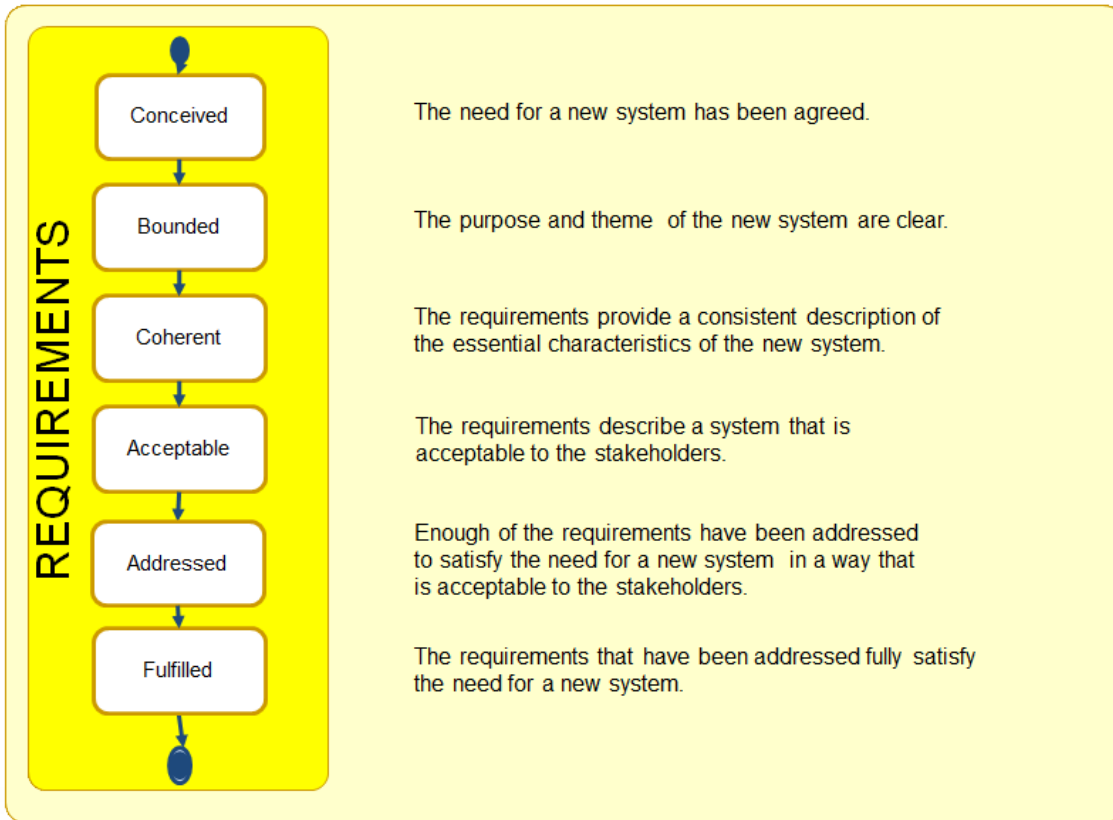 REQUIREMENTS
Conceived
The need for a new system has been agreed.
Bounded
The purpose and theme of the new system are clear.
Coherent
The requirements provide a consistent description of
the essential characteristics of the new system.
Acceptable
The requirements describe a system that is
acceptable to the stakeholders.
Addressed
Enough of the requirements have been addressed
to satisfy the need for a new system in a way that
is acceptable to the stakeholders.
Fulfilled
The requirements that have been addressed fully satisfy
the need for a new system.